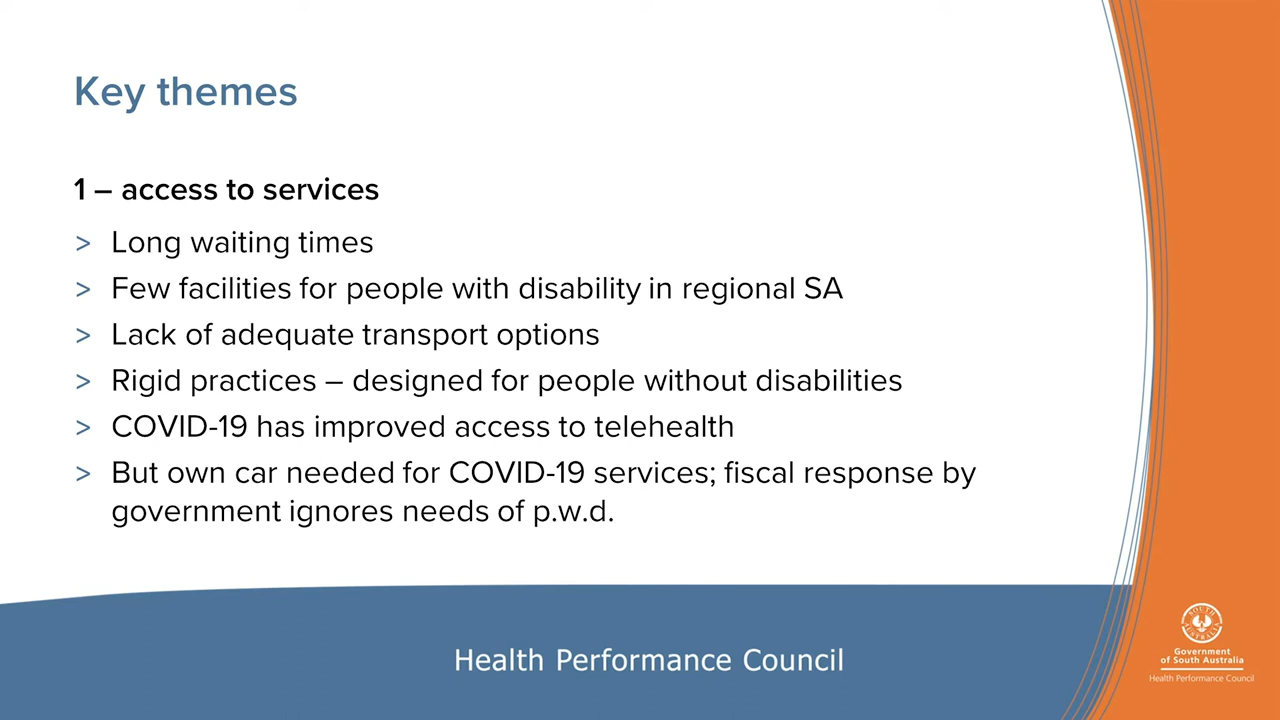 Key themes
1 – access to services
> Long waiting times
> Few facilities for people with disability in regional SA
> Lack of adequate transport options
> Rigid practices – designed for people without disabilities
> COVID-19 has improved access to telehealth
> But own car needed for COVID-19 services; fiscal response by
government ignores needs of p.w.d.
Health Performance Council
SOUTH
AUSTRALIA
Government
of South Australia
Health Performance Council